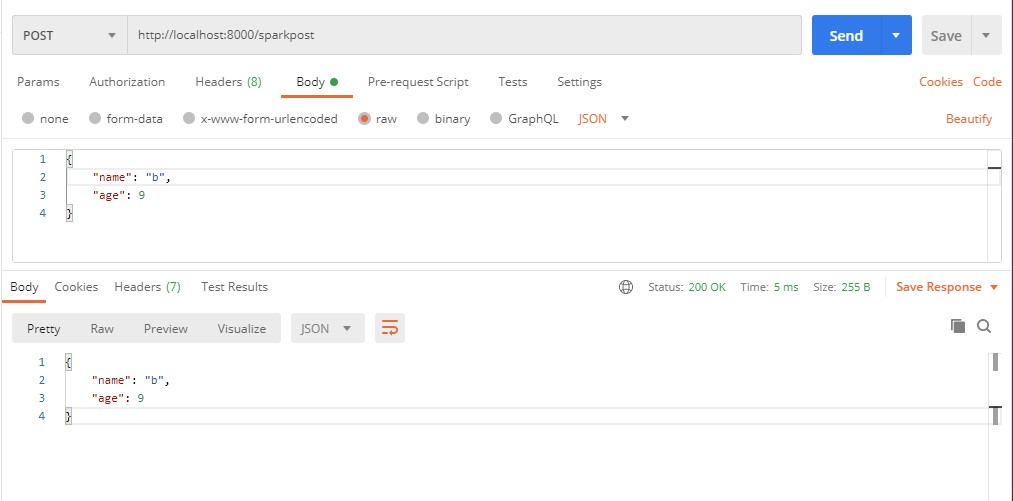 POST http://localhost:8000/sparkpost Send Save
Params Authorization Headers (8) Body Pre-request Script Tests Settings Cookies Code
none form-data x-www-form-urlencoded raw binary GraphQL JSON Beautify
1 {
2 "name": "b",
3 "age": 9
4 }
Body Cookies Headers (7) Test Results Status: 200 OK Time: 5 ms Size: 255 B Save Response
Pretty Raw Preview Visualize JSON
1 {
2 "name": "b",
3 "age": 9
4 }